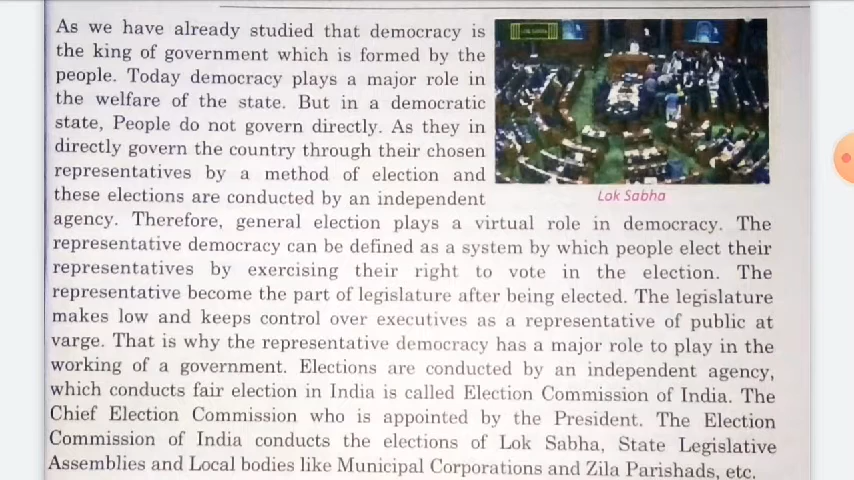 As we have already studied that democracy is
the king of government which is formed by the
people. Today democracy plays a major role in
the welfare of the state. But in a democratic
state, People do not govern directly. As they in
directly govern the country through their chosen
representatives by a method of election and
these elections are conducted by an independent
Lok Sabha
agency. Therefore, general election plays a virtual role in democracy. The
representative democracy can be defined as a system by which people elect their
representatives by exercising their right to vote in the election. The
representative become the part of legislature after being elected. The legislature
makes low and keeps control over executives as a representative of public at
varge. That is why the representative democracy has a major role to play in the
working of a government. Elections are conducted by an independent agency,
which conducts fair election in India is called Election Commission of India. The
Chief Election Commission who is appointed by the President. The Election
Commission of India conducts the elections of Lok Sabha, State Legislative
Assemblies and Local bodies like Municipal Corporations and Zila Parishads, etc.